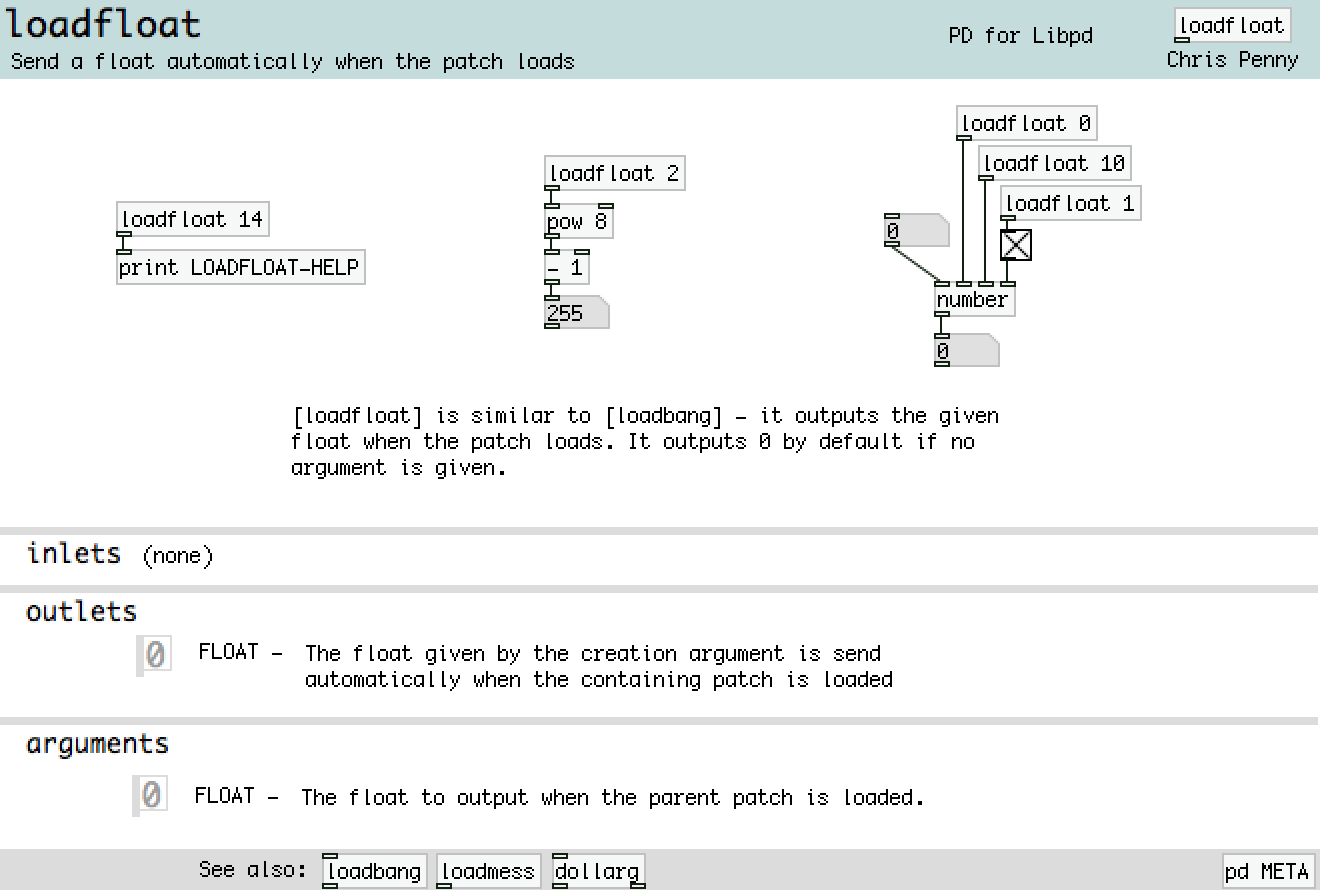 loadfloat
Send a float automatically when the patch loads
PD for Libpd
loadfloat
Chris Penny
loadfloat 14
print LOADFLOAT-HELP
loadfloat 2
pow 8
- 1
255
loadfloat 0
loadfloat 10
loadfloat 1
0
number
0
[loadfloat] is similar to [loadbang] - it outputs the given
float when the patch loads. It outputs 0 by default if no
argument is given.
inlets (none)
outlets
0 FLOAT - The float given by the creation argument is send
automatically when the containing patch is loaded
arguments
0 FLOAT - The float to output when the parent patch is loaded.
See also: loadbang loadmess dollarg
pd META